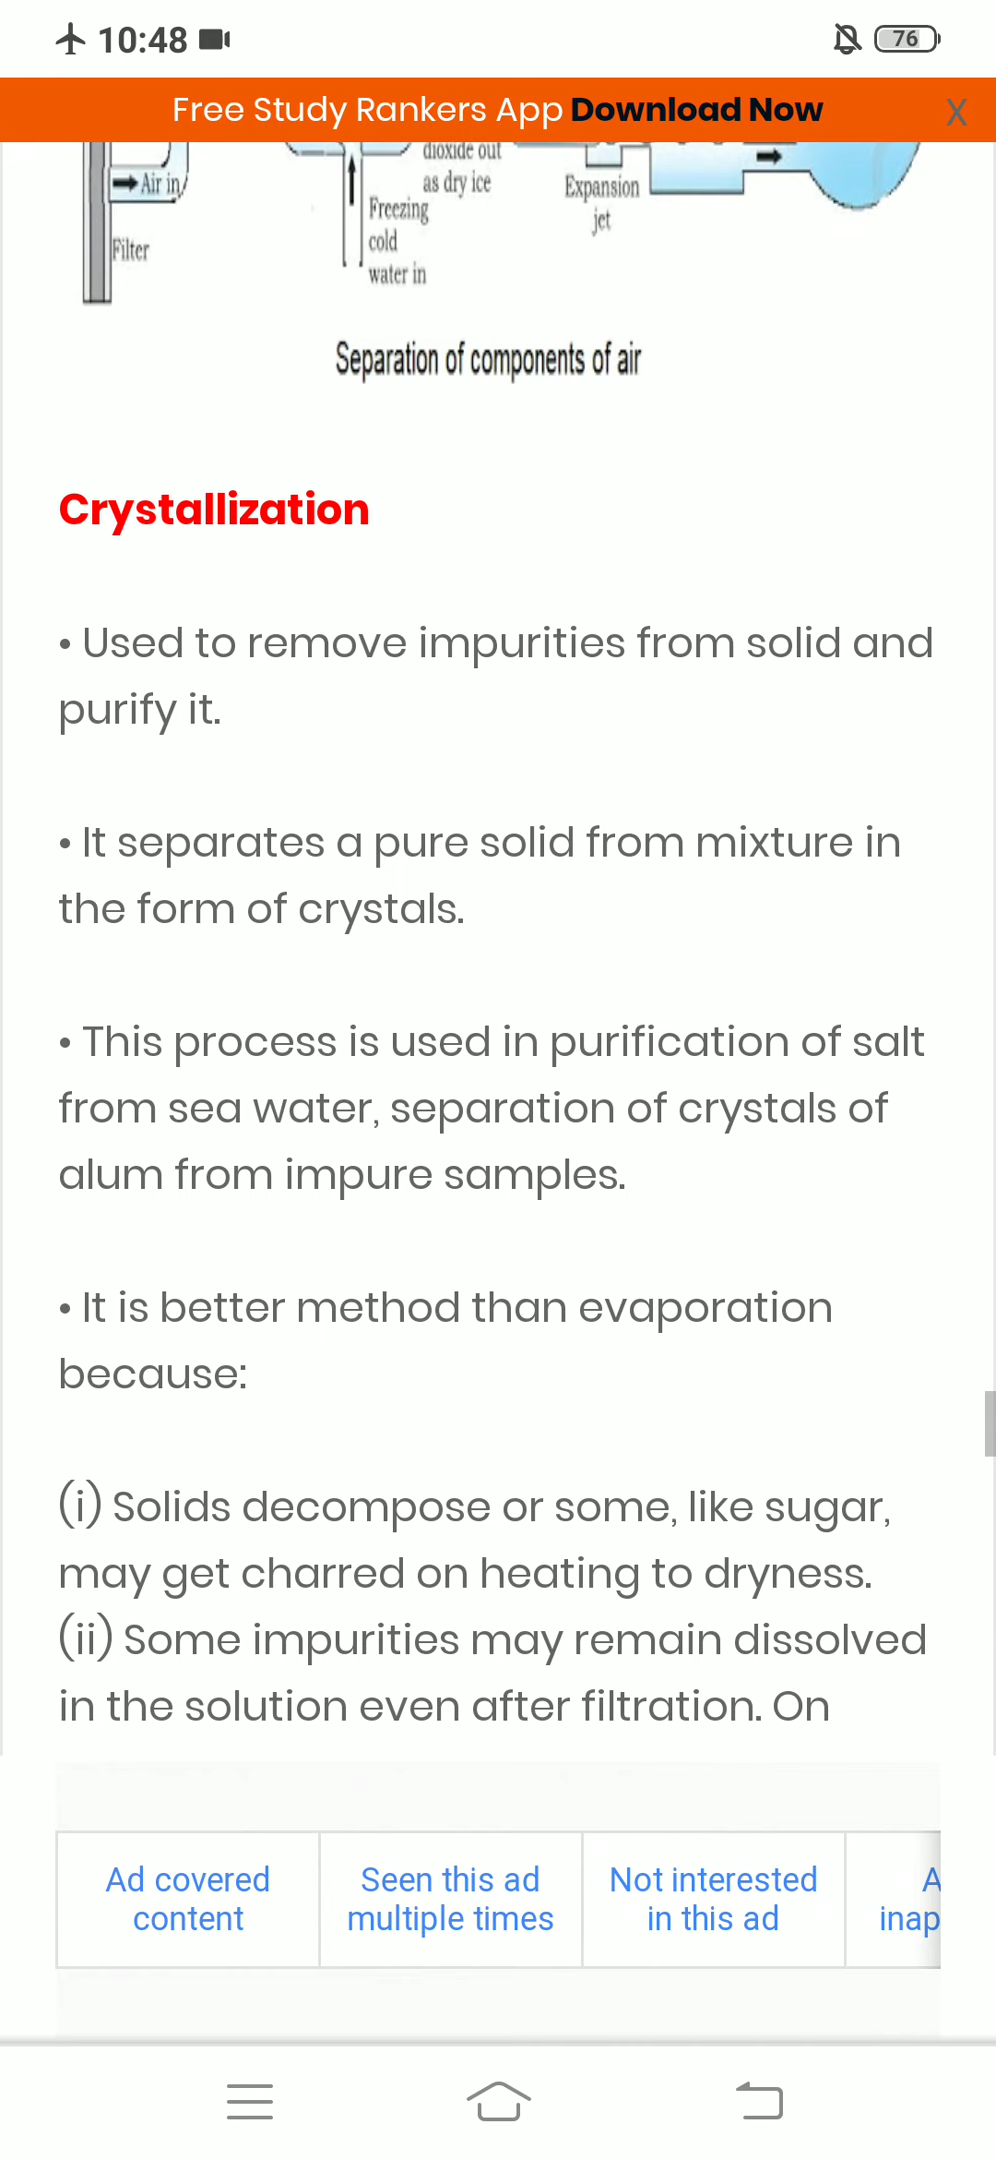 10:48
76
Free Study Rankers App Download Now X
dioxide out
as dry ice
Air in
Expansion
jet
Freezing
cold
water in
Filter
Separation of components of air
Crystallization
• Used to remove impurities from solid and
purify it.
• It separates a pure solid from mixture in
the form of crystals.
• This process is used in purification of salt
from sea water, separation of crystals of
alum from impure samples.
• It is better method than evaporation
because:
(i) Solids decompose or some, like sugar,
may get charred on heating to dryness.
(ii) Some impurities may remain dissolved
in the solution even after filtration. On
Ad covered
content
Seen this ad
multiple times
Not interested
in this ad
A
inap